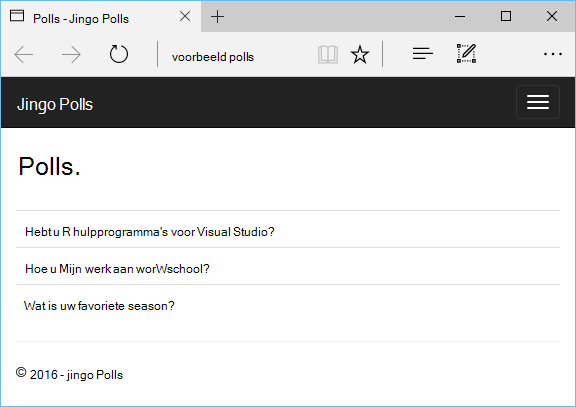 Polls - Jingo Polls
voorbeeld polls
Jingo Polls
Polls.
Hebt u R hulpprogramma's voor Visual Studio?
Hoe u Mijn werk aan worWschool?
Wat is uw favoriete season?
© 2016 - jingo Polls